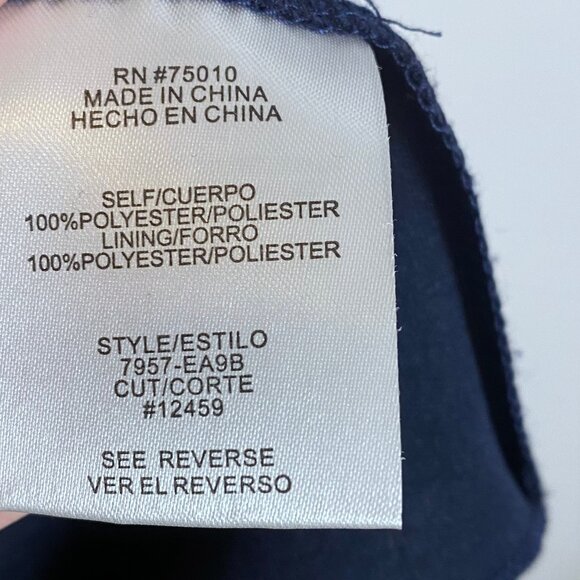 RN #75010
MADE IN CHINA
HECHO EN CHINA
SELF/CUERPO
100%POLYESTER/POLIESTER
LINING/FORRO
100%POLYESTER/POLIESTER
STYLE/ESTILO
7957-EA9B
CUT/CORTE
#12459
SEE REVERSE
VER EL REVERSO